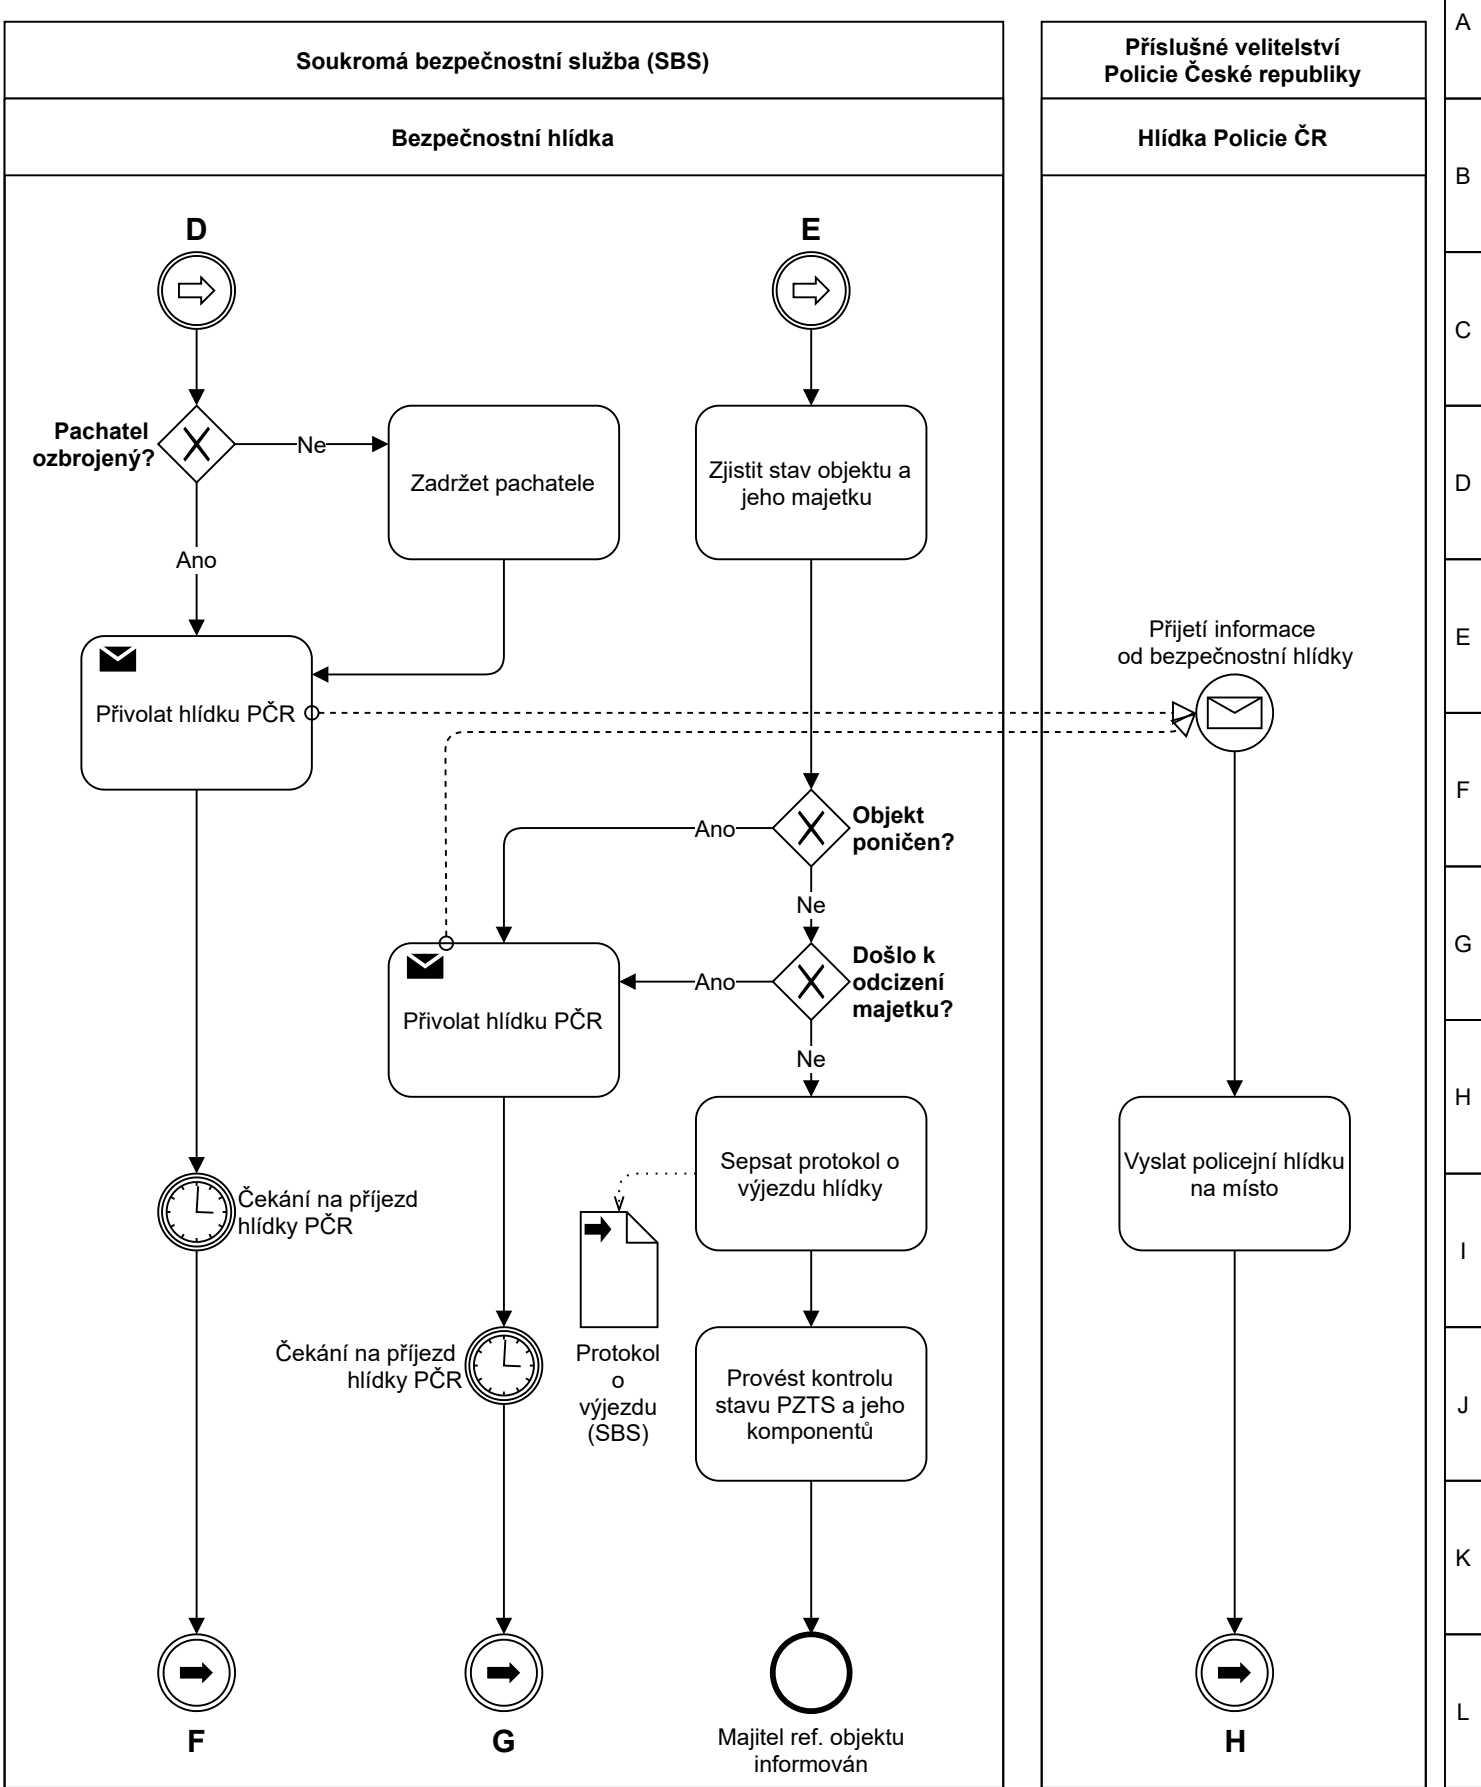 A
Soukromá bezpečnostní služba (SBS)
Příslušné velitelství
Policie České republiky
Bezpečnostní hlídka
Hlídka Policie ČR
B
D
E
C
Pachatel
ozbrojený?
Ne
Zadržet pachatele
Zjistit stav objektu a
jeho majetku
D
Ano
Přijetí informace
od bezpečnostní hlídky
E
Přivolat hlídku PČR
F
Ano
Objekt
poničen?
Ne
G
Došlo k
odcizení
majetku?
Ano
Přivolat hlídku PČR
Ne
H
Sepsat protokol o
výjezdu hlídky
Vyslat policejní hlídku
na místo
Čekání na příjezd
hlídky PČR
I
Čekání na příjezd
hlídky PČR
Protokol
o
výjezdu
(SBS)
Provést kontrolu
stavu PZTS a jeho
komponentů
J
K
L
F
G
Majitel ref. objektu
informován
H